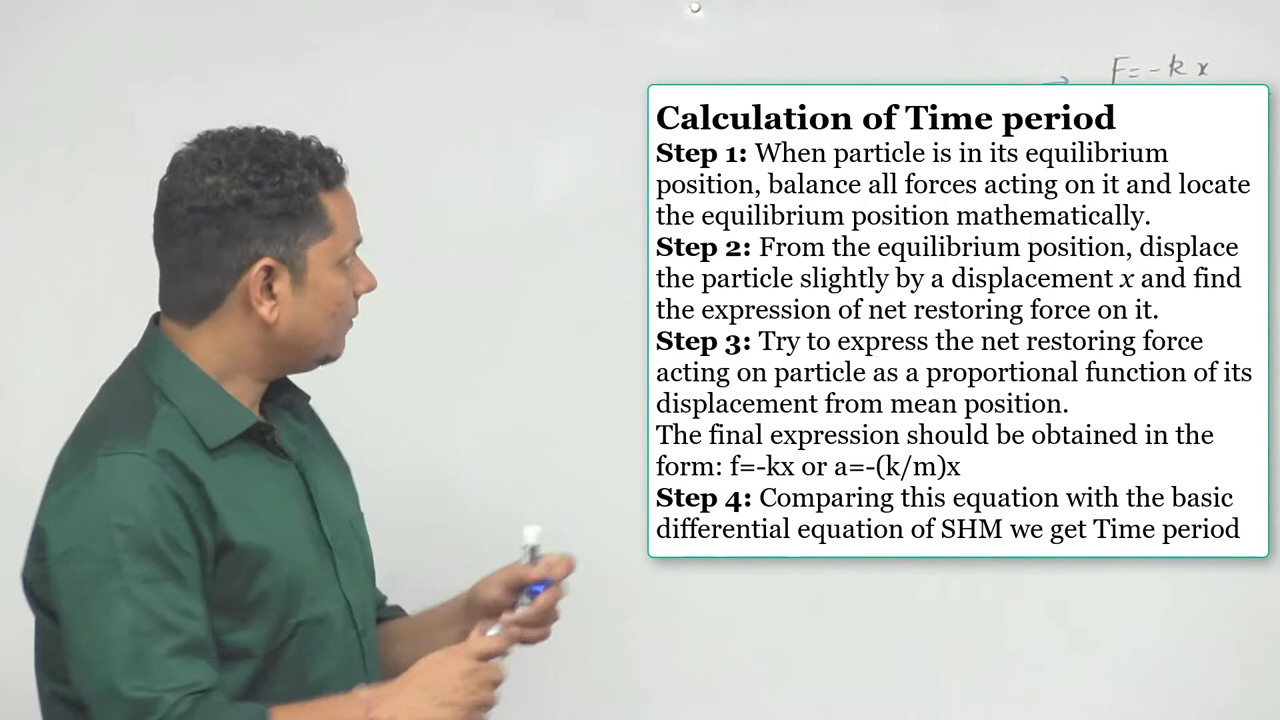 F = -k x
Calculation of Time period
Step 1: When particle is in its equilibrium
position, balance all forces acting on it and locate
the equilibrium position mathematically.
Step 2: From the equilibrium position, displace
the particle slightly by a displacement x and find
the expression of net restoring force on it.
Step 3: Try to express the net restoring force
acting on particle as a proportional function of its
displacement from mean position.
The final expression should be obtained in the
form: f=-kx or a=-(k/m)x
Step 4: Comparing this equation with the basic
differential equation of SHM we get Time period